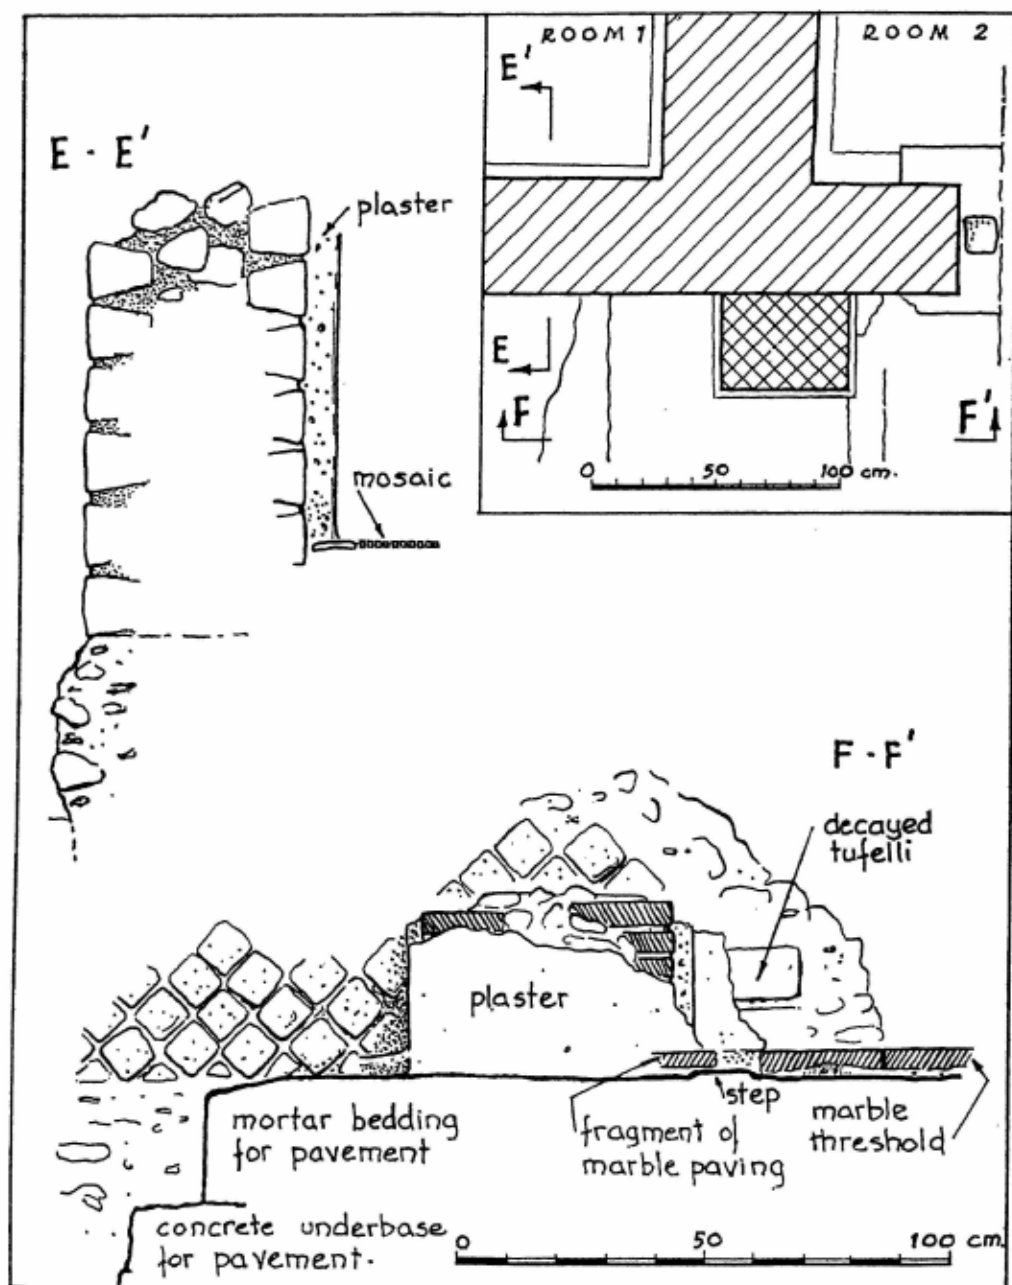 ROOM 1
ROOM 2
E'
E - E'
plaster
E
F
F'
0 50 100 cm.
mosaic
F - F'
decayed
tufelli
plaster
step
mortar bedding
for pavement
fragment of
marble paving
marble
threshold
concrete underbase
for pavement.
0 50 100 cm.